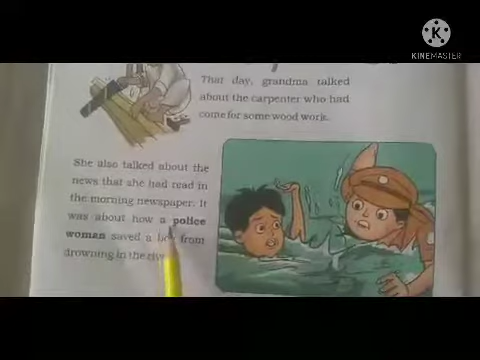 KINEMASTER
That day, grandma talked
about the carpenter who had
come for some wood work.
She also talked about the
news that she had read in
the morning newspaper. It
was about how a police
woman saved a boy from
drowning in the